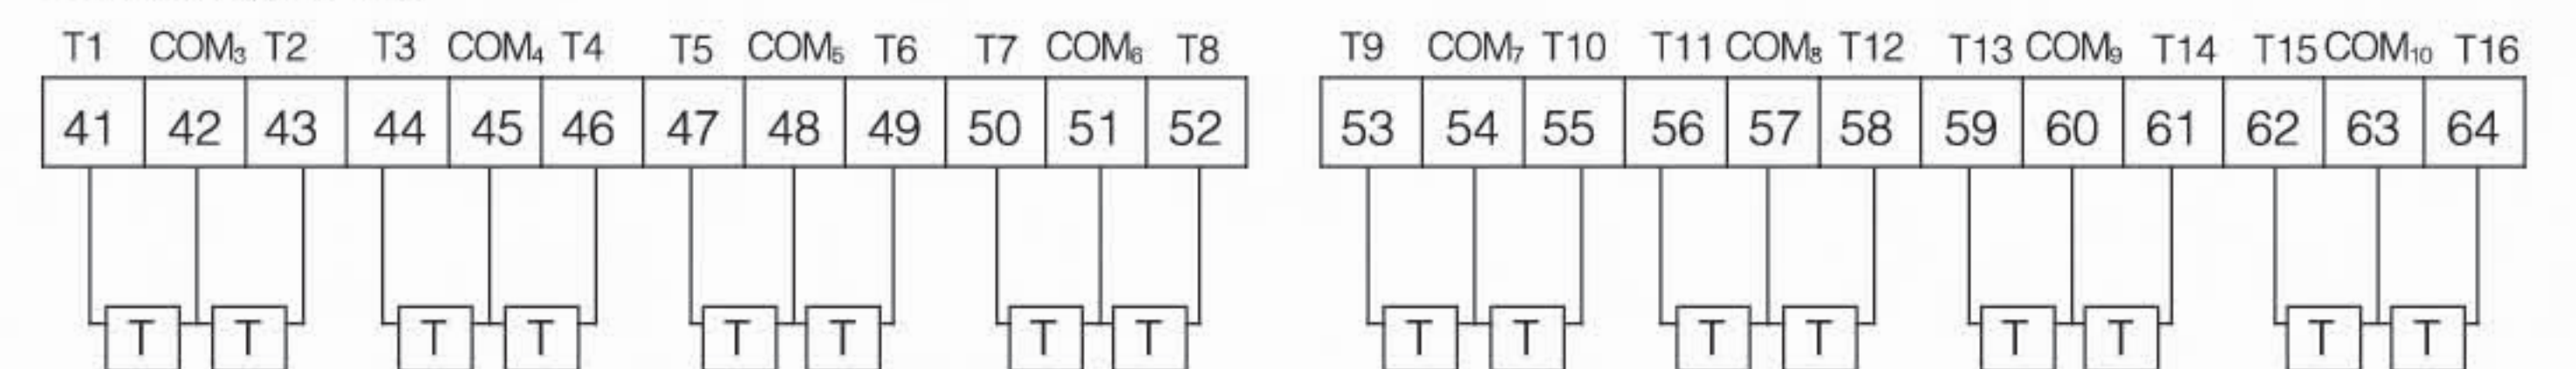 T1 COM₃ T2 T3 COM₄ T4 T5 COM₅ T6 T7 COM₆ T8 T9 COM₇ T10 T11 COM₈ T12 T13 COM₉ T14 T15 COM₁₀ T16
41 42 43 44 45 46 47 48 49 50 51 52 53 54 55 56 57 58 59 60 61 62 63 64
T T T T T T T T T T T T T T T T